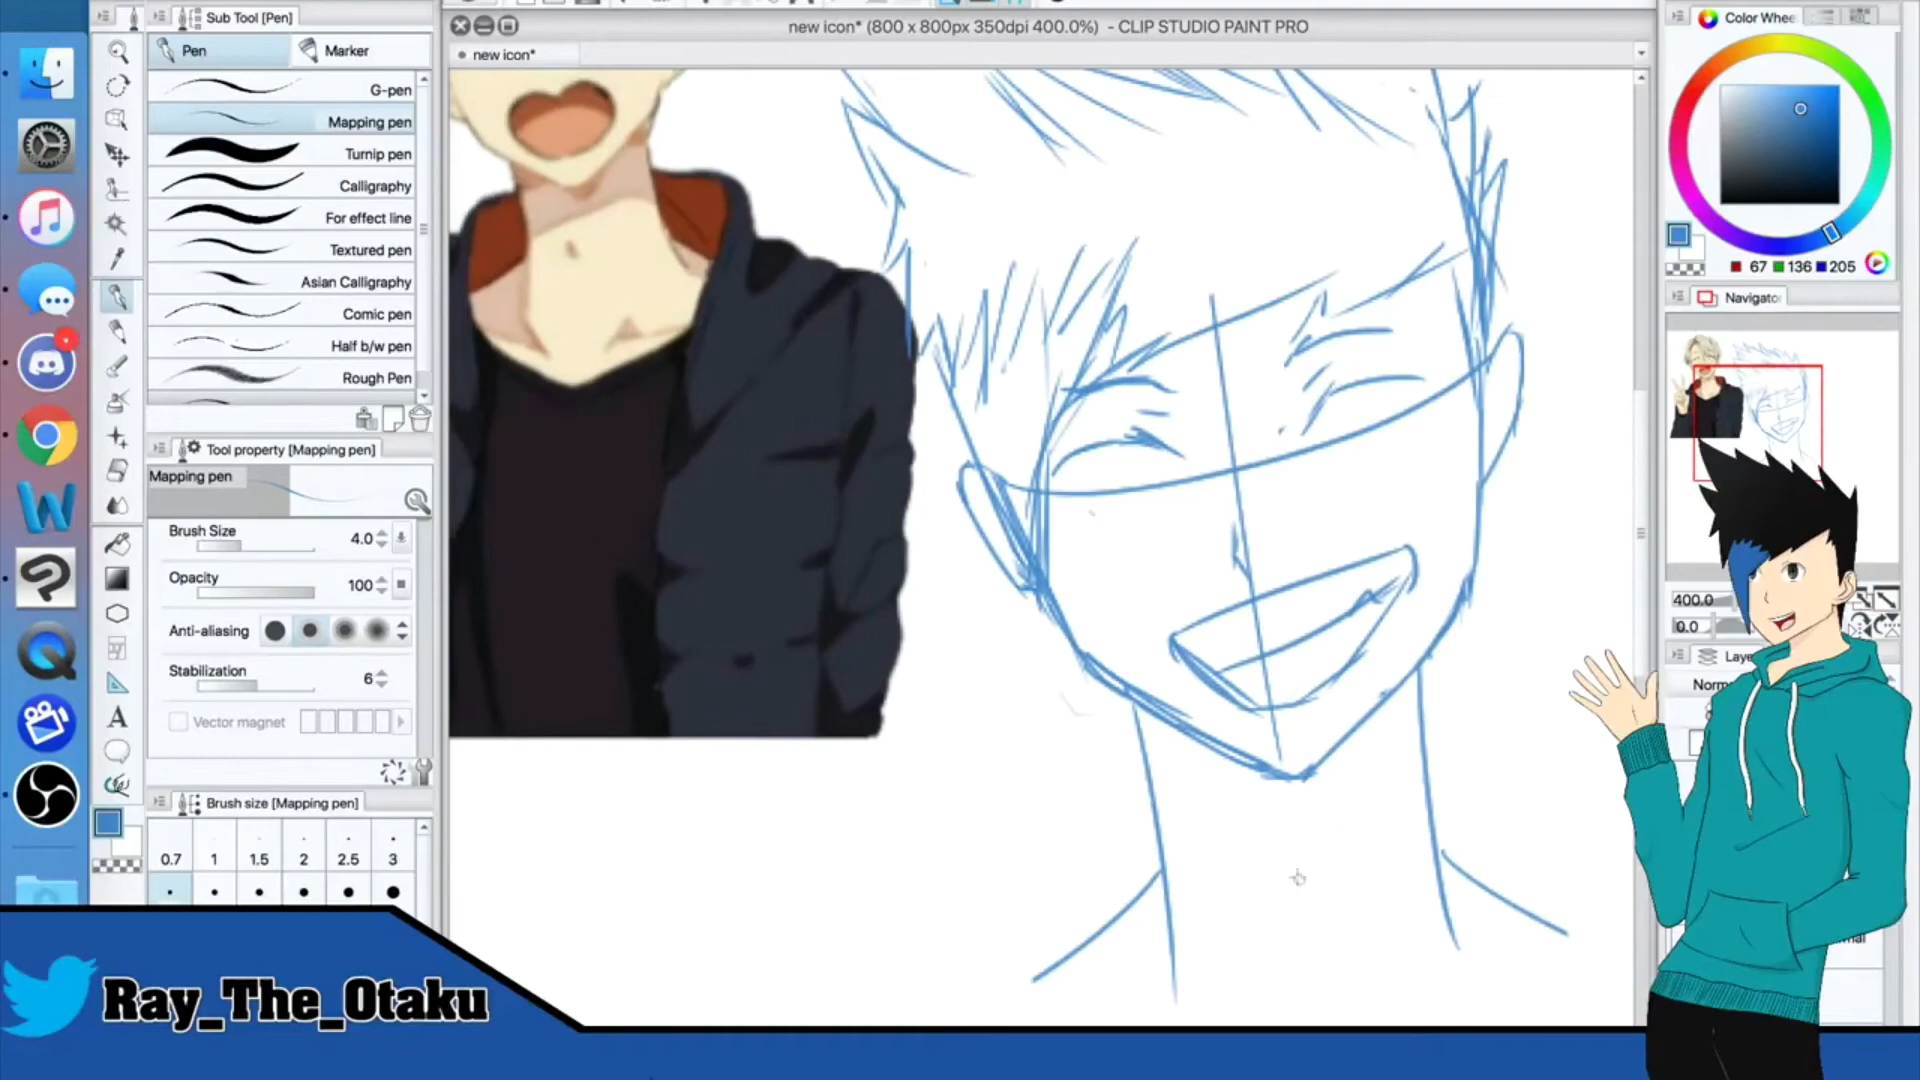 Sub Tool [Pen]
Pen
Marker
G-pen
Mapping pen
Turnip pen
Calligraphy
For effect line
Textured pen
Asian Calligraphy
Comic pen
Half b/w pen
Rough Pen
Tool property [Mapping pen]
Mapping pen
Brush Size 4.0
Opacity 100
Anti-aliasing
Stabilization 6
Vector magnet
Brush size [Mapping pen]
0.7 1 1.5 2 2.5 3
new icon* (800 x 800px 350dpi 400.0%) - CLIP STUDIO PAINT PRO
new icon*
Color Whee
67 136 205
Navigator
400.0
0.0
Laye
Norm
Ray_The_Otaku